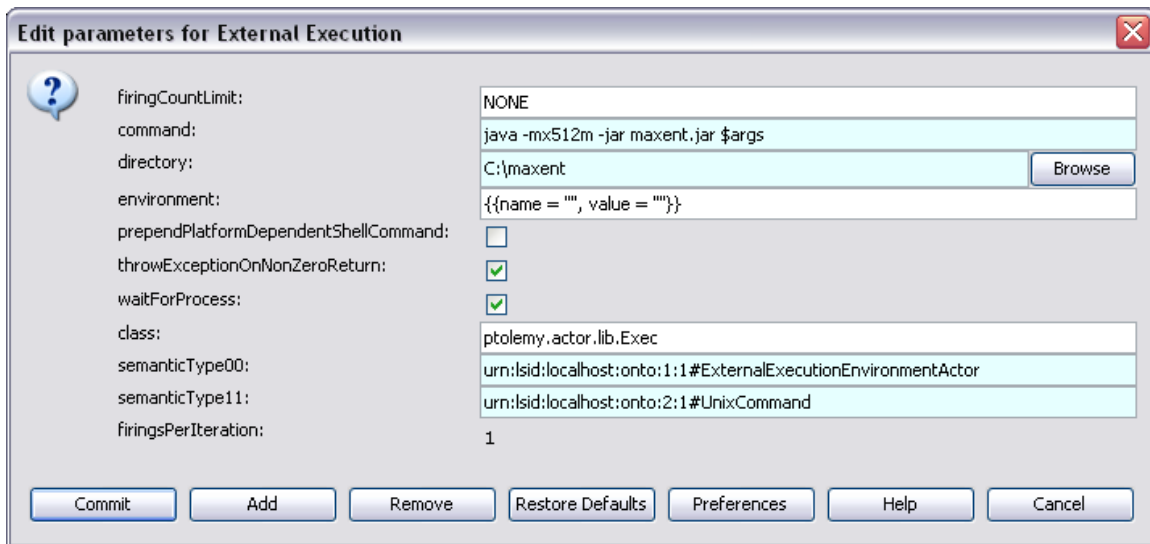 Edit parameters for External Execution
firingCountLimit: NONE
command: java -mx512m -jar maxent.jar $args
directory: C:\maxent Browse
environment: {{name = "", value = ""}}
prependPlatformDependentShellCommand:
throwExceptionOnNonZeroReturn:
waitForProcess:
class: ptolemy.actor.lib.Exec
semanticType00: urn:lsid:localhost:onto:1:1#ExternalExecutionEnvironmentActor
semanticType11: urn:lsid:localhost:onto:2:1#UnixCommand
firingsPerIteration: 1
Commit Add Remove Restore Defaults Preferences Help Cancel